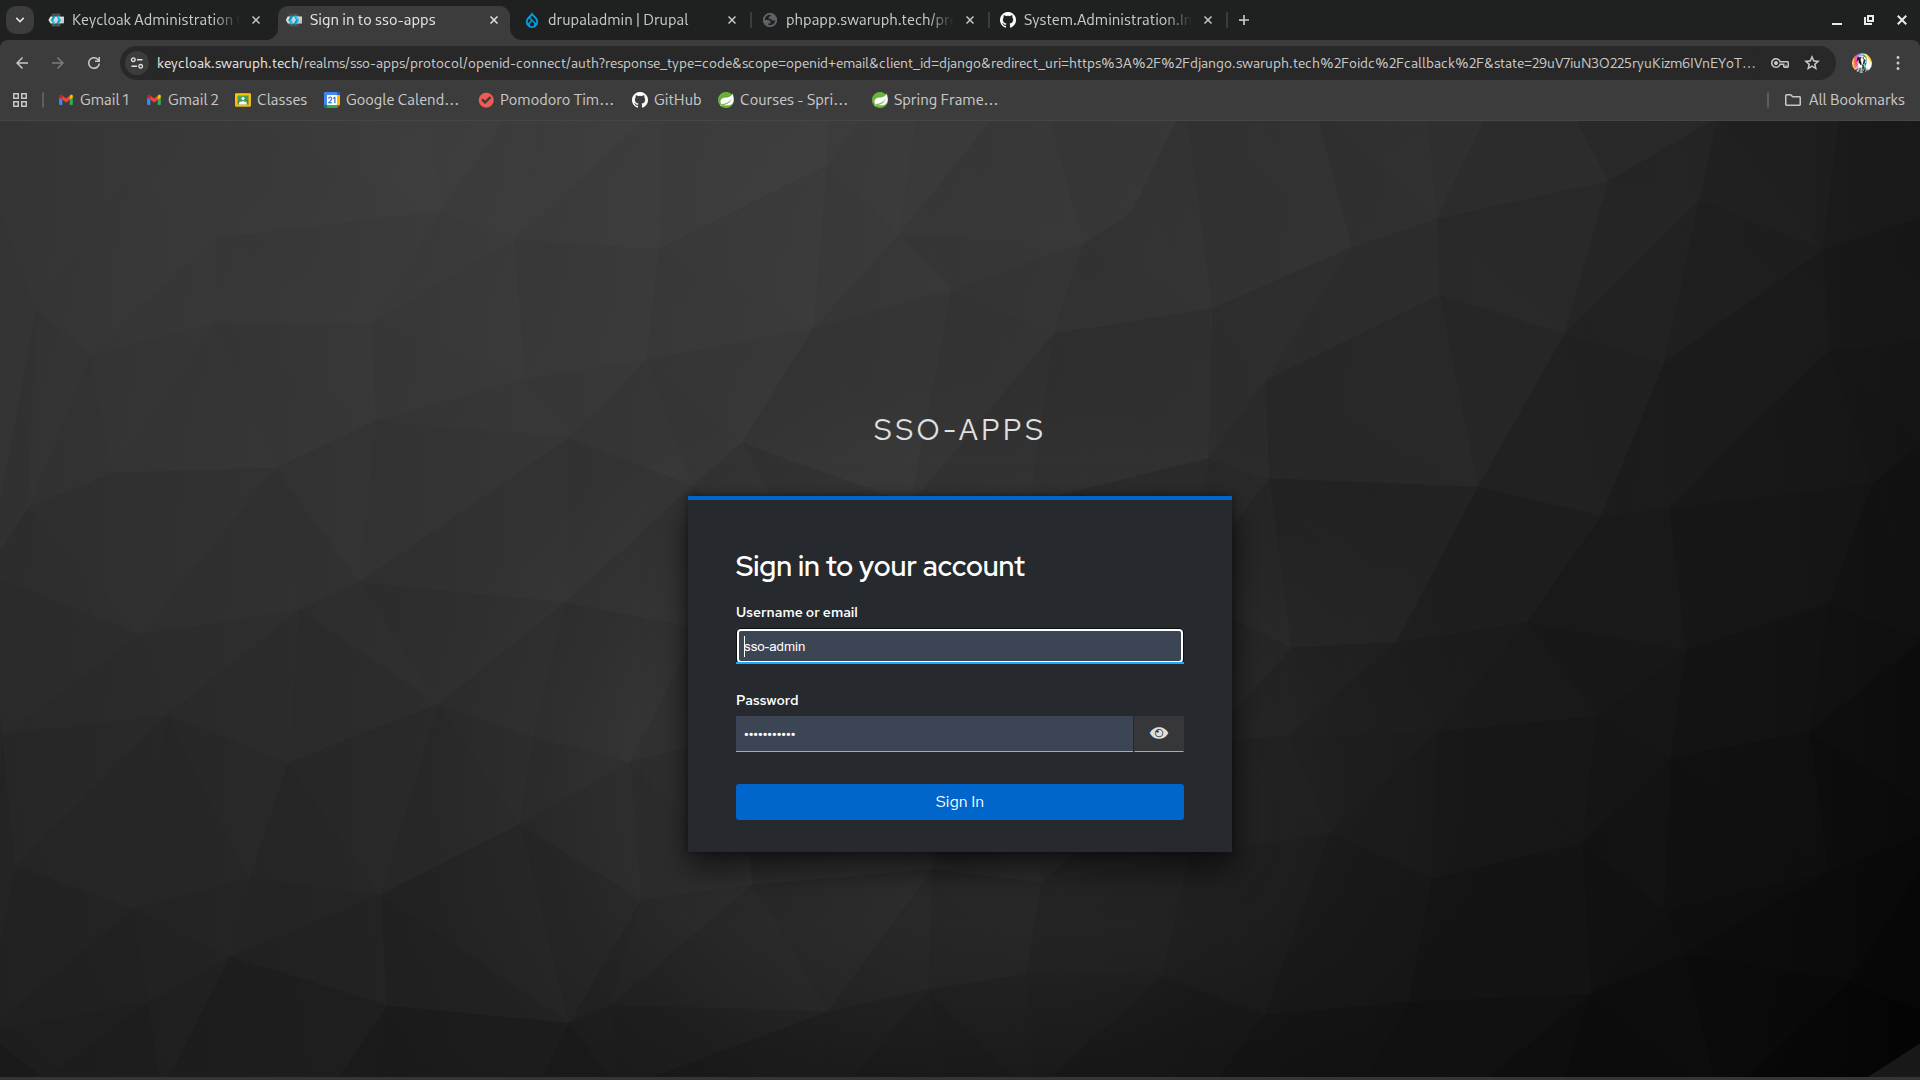 Keycloak Administration
Sign in to sso-apps
drupaladmin | Drupal
phpapp.swaruph.tech/pr
System.Administration.In
keycloak.swaruph.tech/realms/sso-apps/protocol/openid-connect/auth?response_type=code&scope=openid+email&client_id=django&redirect_uri=https%3A%2F%2Fdjango.swaruph.tech%2Foidc%2Fcallback%2F&state=29uV7iuN3O225ryuKizm6IVnEYoT...
Gmail 1
Gmail 2
Classes
Google Calend...
Pomodoro Tim...
GitHub
Courses - Spri...
Spring Frame...
All Bookmarks
SSO-APPS
Sign in to your account
Username or email
sso-admin
Password
•••••••••••
Sign In